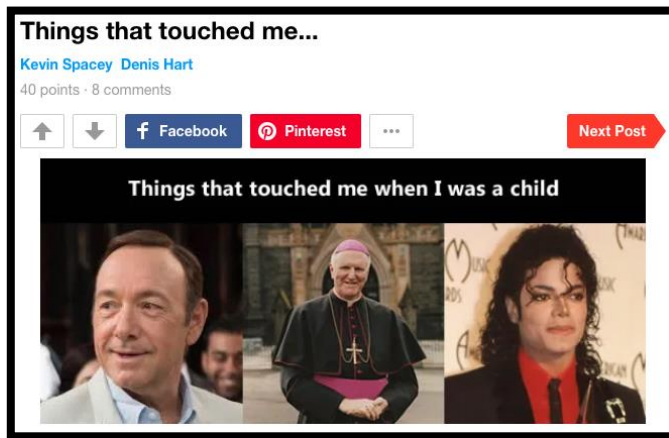 Things that touched me...
Kevin Spacey Denis Hart
40 points · 8 comments
Facebook Pinterest ••• Next Post
Things that touched me when I was a child